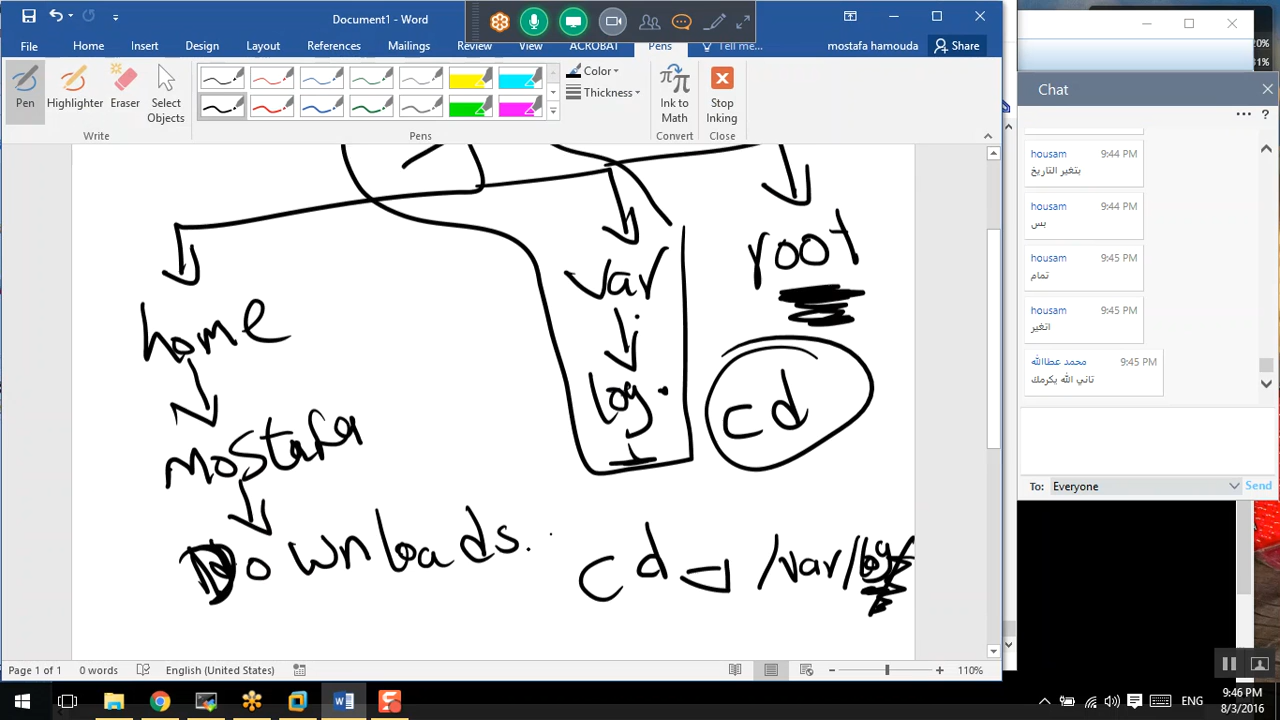 Document1 - Word
File
Home
Insert
Design
Layout
References
Mailings
Review
View
ACROBAT
Pens
Tell me...
mostafa hamouda
Share
Pen
Highlighter
Eraser
Select Objects
Color
Thickness
Ink to Math
Stop Inking
Write
Pens
Convert
Close
/
root
var
home
log
cd
Mostafa
Downloads.
cd /var/log/
Chat
housam 9:44 PM
بتغير التاريخ
housam 9:44 PM
بس
housam 9:45 PM
تمام
housam 9:45 PM
اتغير
محمد عطاالله 9:45 PM
تاني الله يكرمك
To: Everyone
Send
Page 1 of 1
0 words
English (United States)
110%
ENG
9:46 PM
8/3/2016